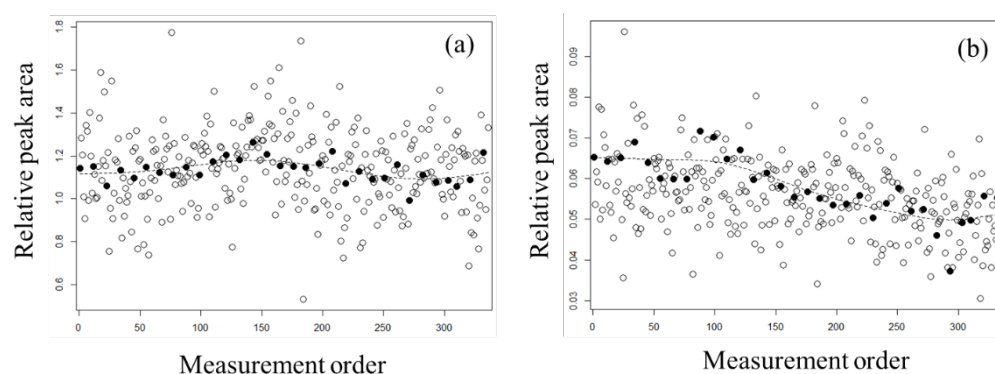 (a)
Relative peak area
1.8
1.6
1.4
1.2
1.0
0.8
0.6
0 50 100 150 200 250 300
Measurement order
(b)
Relative peak area
0.09
0.08
0.07
0.06
0.05
0.04
0.03
0 50 100 150 200 250 300
Measurement order